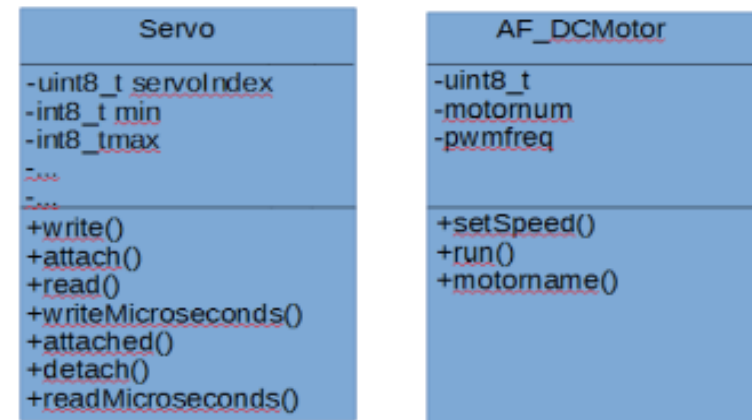 Servo
-uint8_t servoIndex
-int8_t min
-int8_tmax
-...
-...
+write()
+attach()
+read()
+writeMicroseconds()
+attached()
+detach()
+readMicroseconds()
AF_DCMotor
-uint8_t
-motornum
-pwmfreq
+setSpeed()
+run()
+motorname()